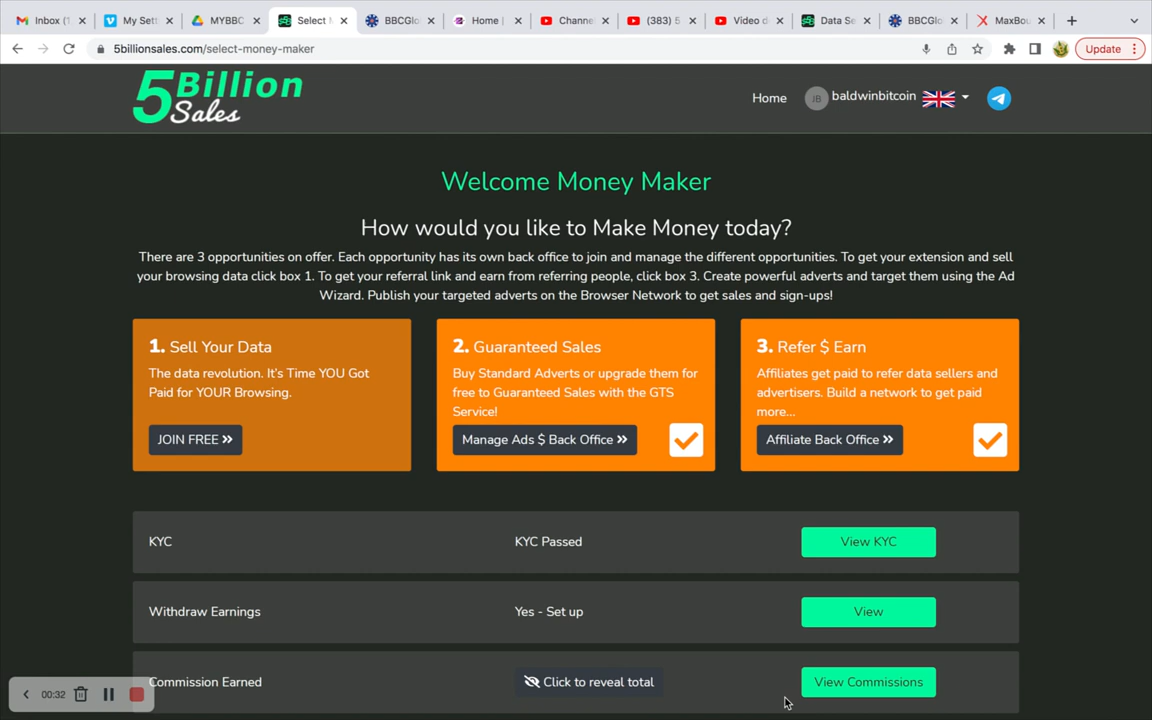 Inbox (1
My Sett
MYBBC
Select M
BBCGlo
Home |
Channe
(383) 5
Video d
Data Se
BBCGlo
MaxBou
5billionsales.com/select-money-maker
Update
5Billion
Sales
Home
JB
baldwinbitcoin
Welcome Money Maker
How would you like to Make Money today?
There are 3 opportunities on offer. Each opportunity has its own back office to join and manage the different opportunities. To get your extension and sell
your browsing data click box 1. To get your referral link and earn from referring people, click box 3. Create powerful adverts and target them using the Ad
Wizard. Publish your targeted adverts on the Browser Network to get sales and sign-ups!
1. Sell Your Data
The data revolution. It's Time YOU Got
Paid for YOUR Browsing.
JOIN FREE »
2. Guaranteed Sales
Buy Standard Adverts or upgrade them for
free to Guaranteed Sales with the GTS
Service!
Manage Ads $ Back Office »
3. Refer $ Earn
Affiliates get paid to refer data sellers and
advertisers. Build a network to get paid
more...
Affiliate Back Office »
KYC
KYC Passed
View KYC
Withdraw Earnings
Yes - Set up
View
Commission Earned
Click to reveal total
View Commissions
00:32